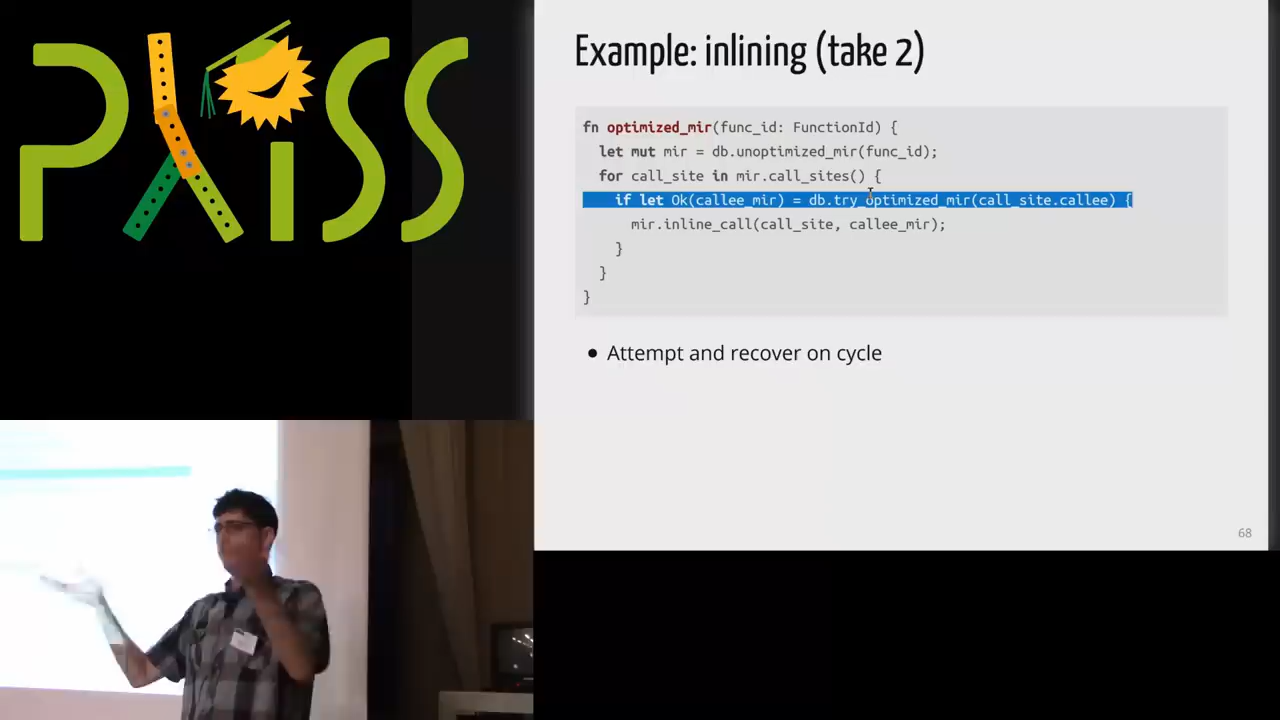 PLISS
Example: inlining (take 2)
fn optimized_mir(func_id: FunctionId) {
let mut mir = db.unoptimized_mir(func_id);
for call_site in mir.call_sites() {
if let Ok(callee_mir) = db.try_optimized_mir(call_site.callee) {
mir.inline_call(call_site, callee_mir);
}
}
}
● Attempt and recover on cycle
68